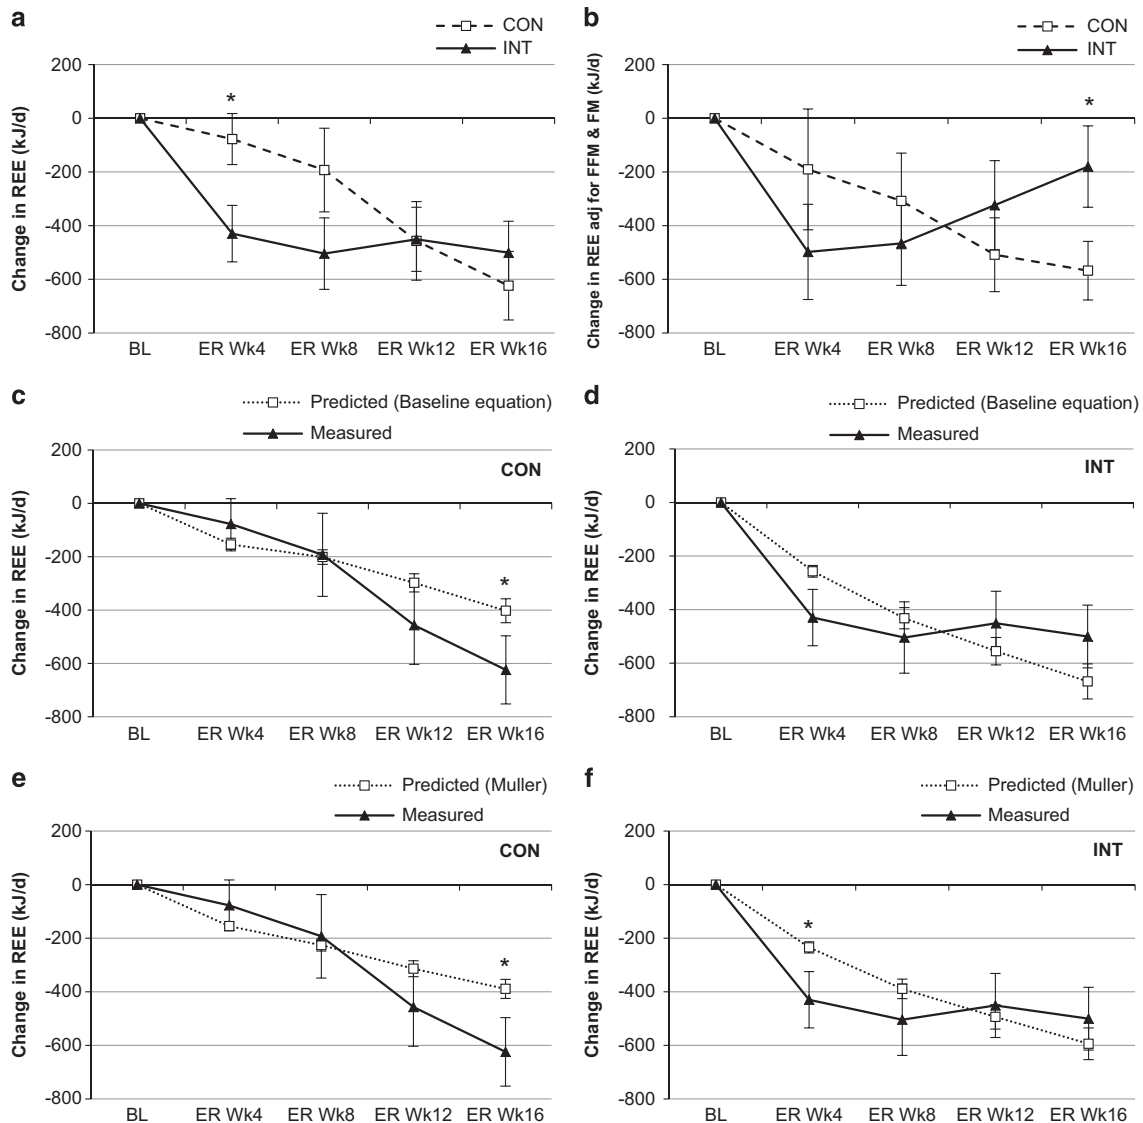 a
CON
INT
200
0
-200
-400
-600
-800
Change in REE (kJ/d)
*
BL ER Wk4 ER Wk8 ER Wk12 ER Wk16
b
CON
INT
200
0
-200
-400
-600
-800
Change in REE adj for FFM & FM (kJ/d)
*
BL ER Wk4 ER Wk8 ER Wk12 ER Wk16
c
Predicted (Baseline equation)
Measured
CON
200
0
-200
-400
-600
-800
Change in REE (kJ/d)
*
BL ER Wk4 ER Wk8 ER Wk12 ER Wk16
d
Predicted (Baseline equation)
Measured
INT
200
0
-200
-400
-600
-800
Change in REE (kJ/d)
BL ER Wk4 ER Wk8 ER Wk12 ER Wk16
e
Predicted (Muller)
Measured
CON
200
0
-200
-400
-600
-800
Change in REE (kJ/d)
*
BL ER Wk4 ER Wk8 ER Wk12 ER Wk16
f
Predicted (Muller)
Measured
INT
200
0
-200
-400
-600
-800
Change in REE (kJ/d)
*
BL ER Wk4 ER Wk8 ER Wk12 ER Wk16